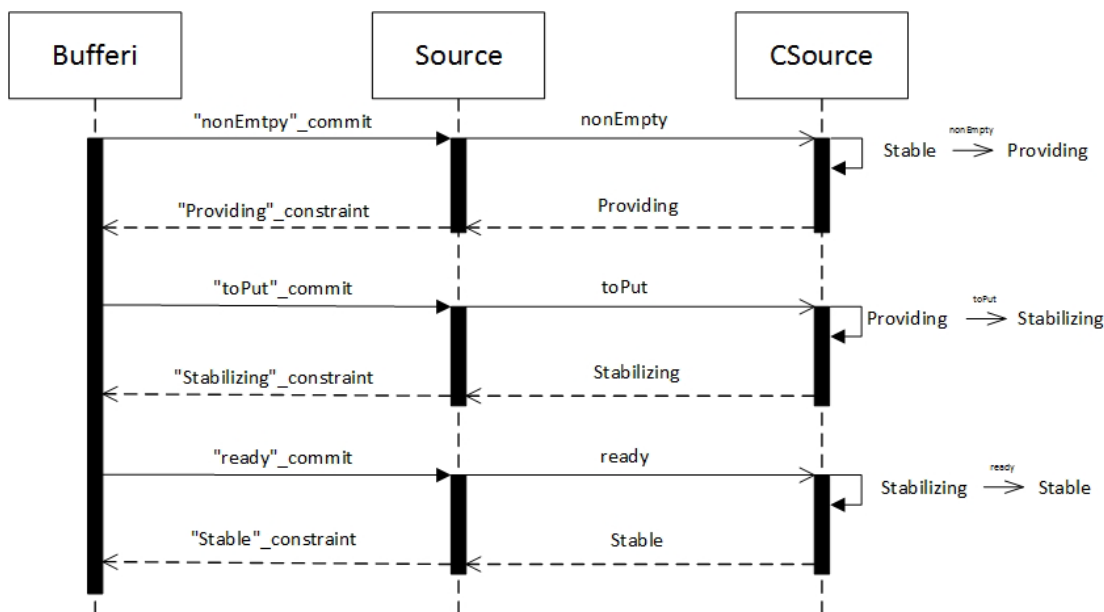 Bufferi
Source
CSource
"nonEmtpy"_commit
nonEmpty
Stable
nonEmpty
Providing
"Providing"_constraint
Providing
"toPut"_commit
toPut
Providing
toPut
Stabilizing
"Stabilizing"_constraint
Stabilizing
"ready"_commit
ready
Stabilizing
ready
Stable
"Stable"_constraint
Stable